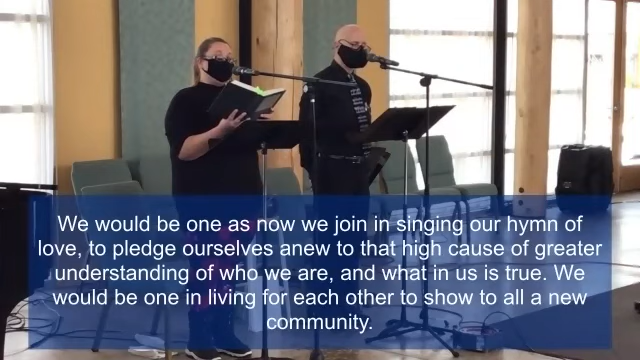 We would be one as now we join in singing our hymn of
love, to pledge ourselves anew to that high cause of greater
understanding of who we are, and what in us is true. We
would be one in living for each other to show to all a new
community.